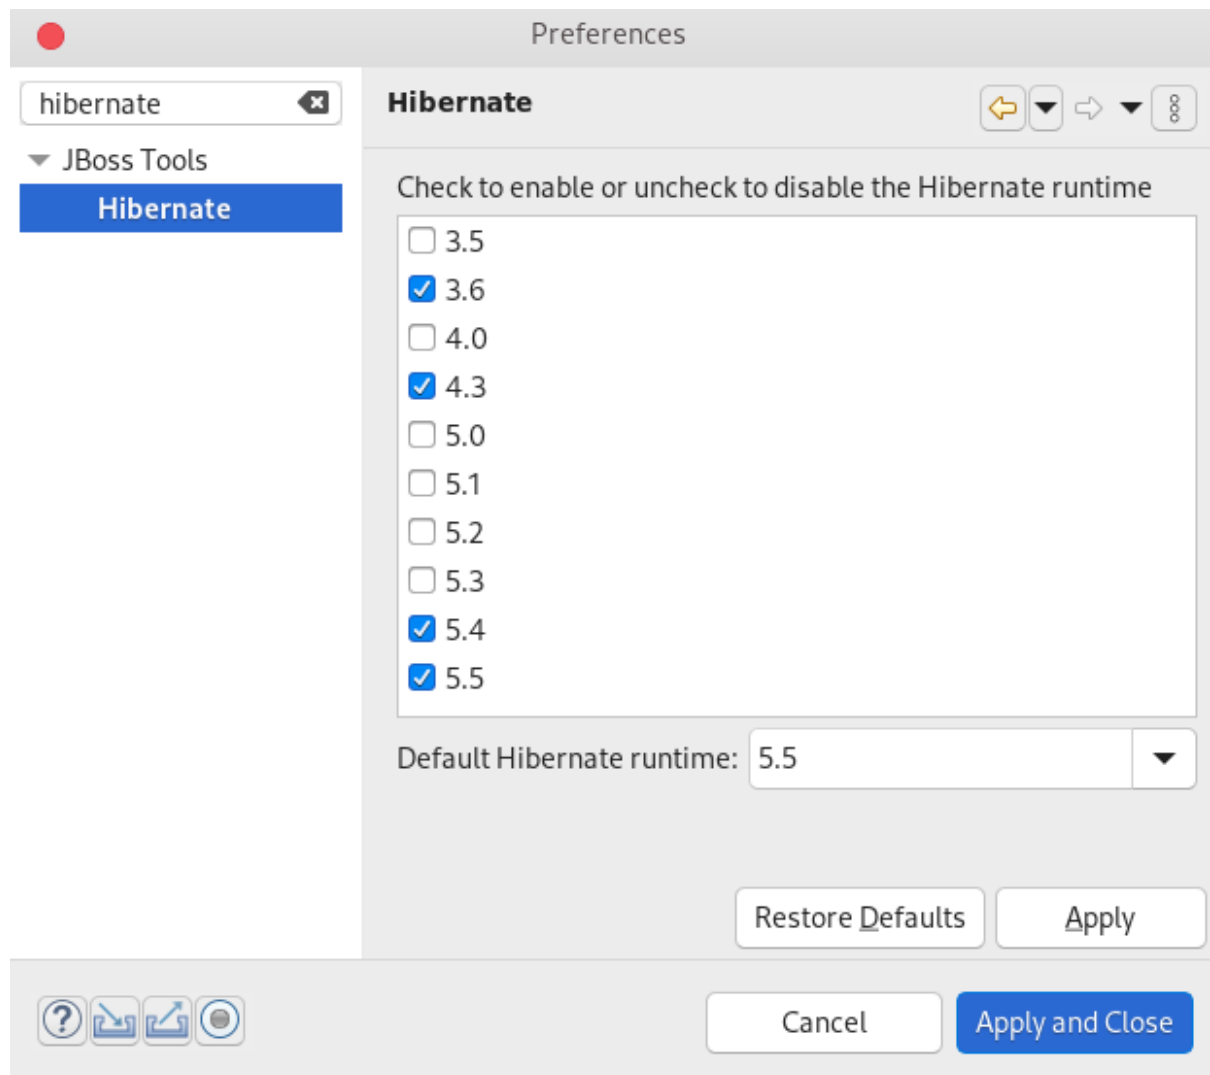 Preferences
hibernate
JBoss Tools
Hibernate
Hibernate
Check to enable or uncheck to disable the Hibernate runtime
3.5
3.6
4.0
4.3
5.0
5.1
5.2
5.3
5.4
5.5
Default Hibernate runtime: 5.5
Restore Defaults Apply
? Cancel Apply and Close